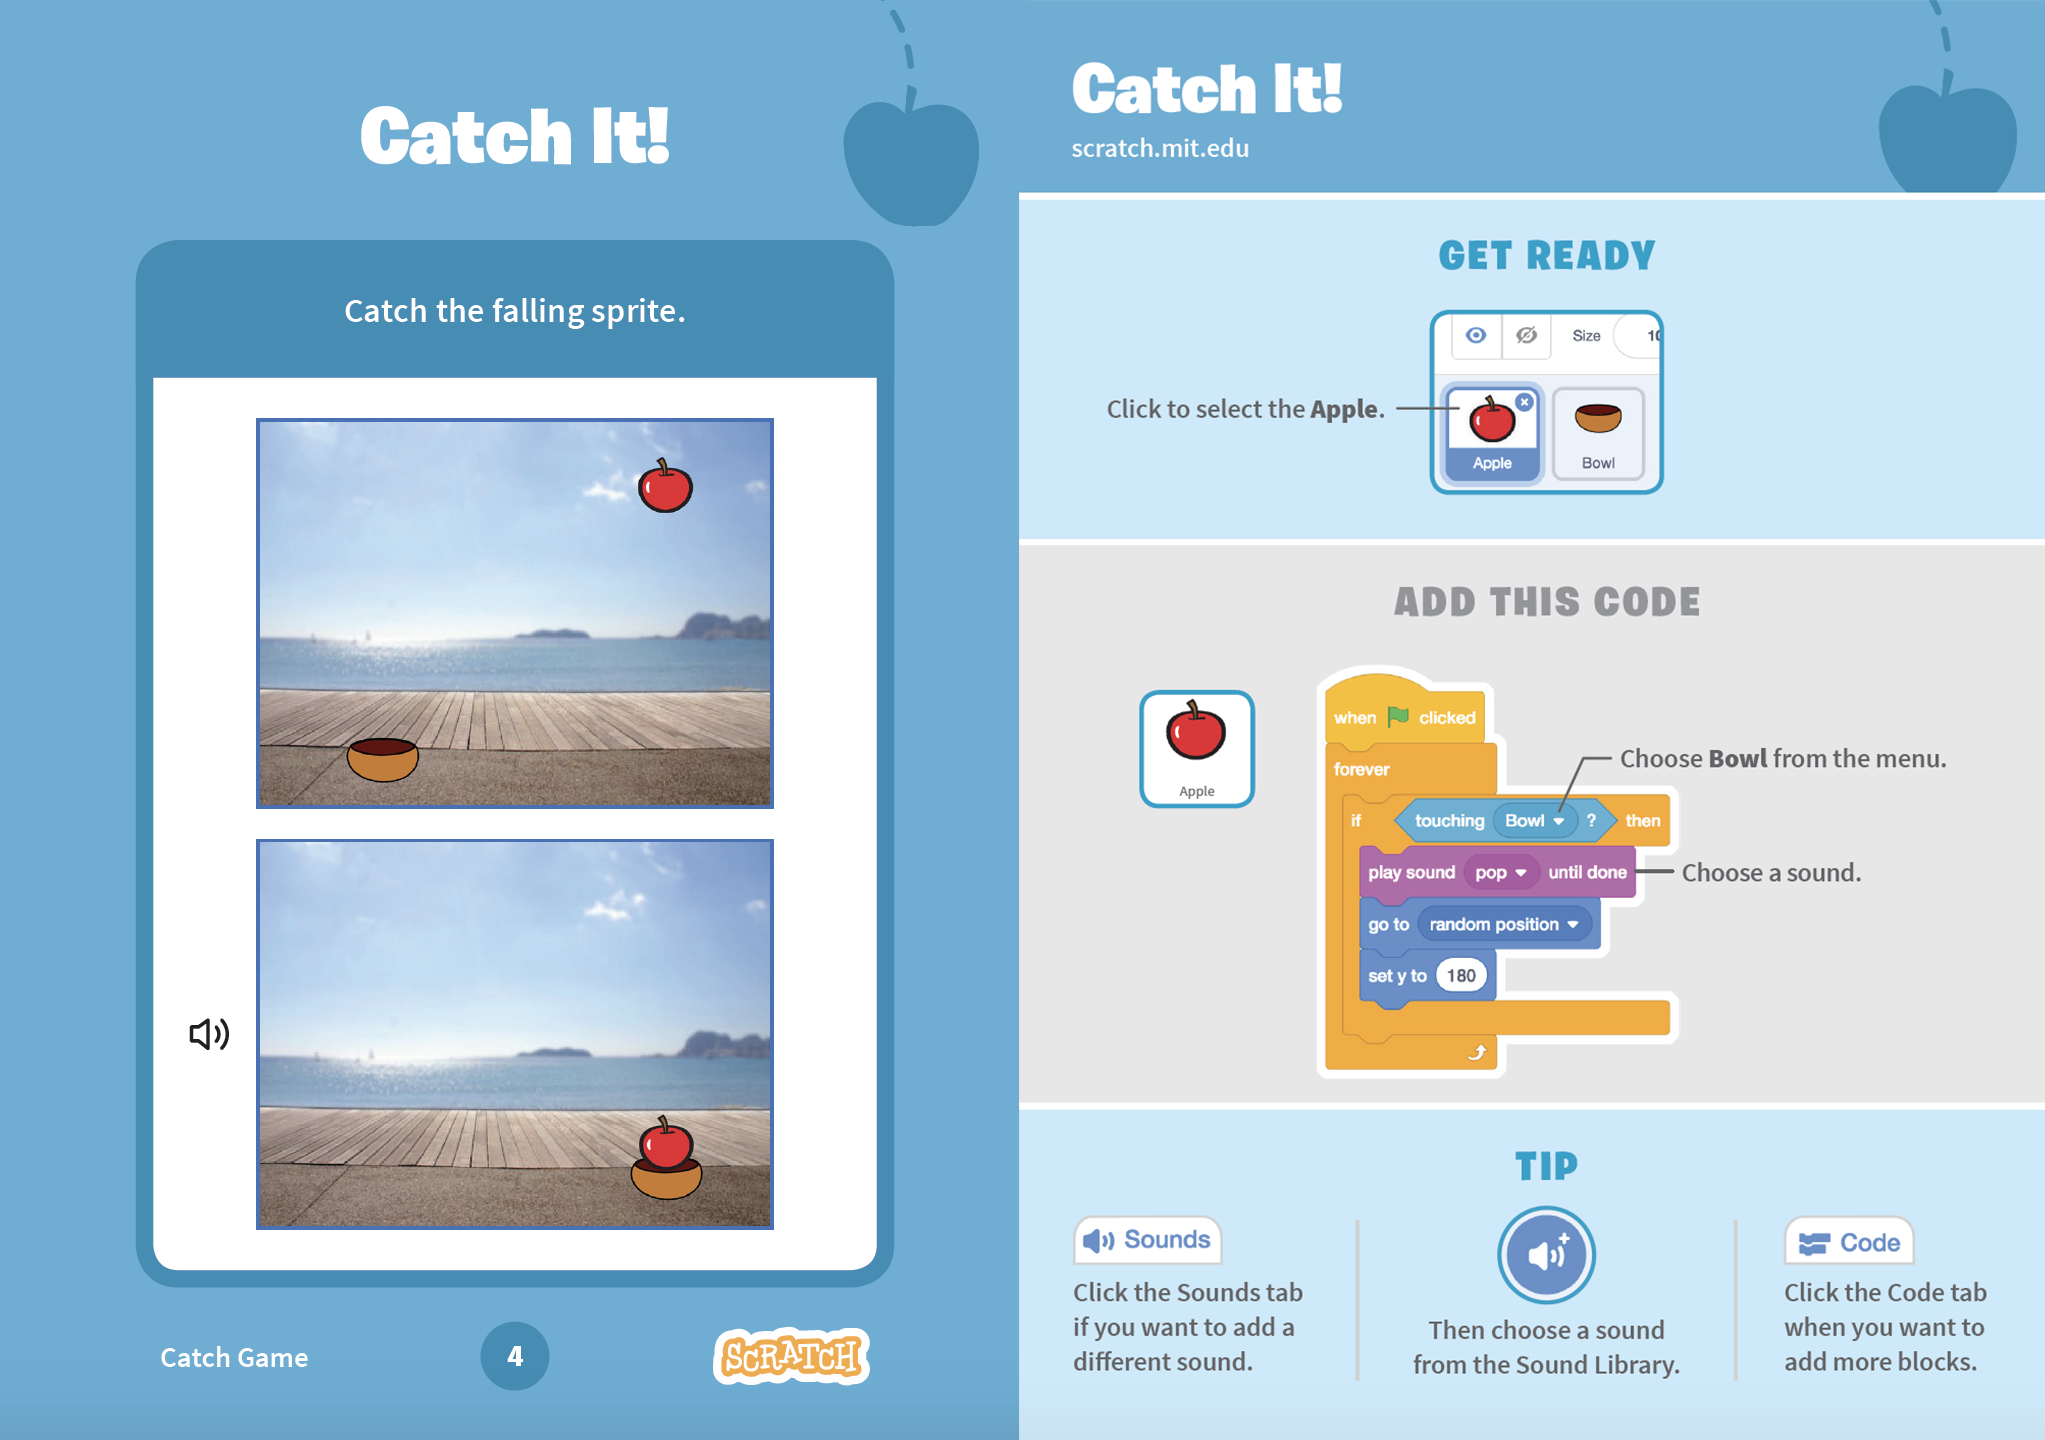 Catch It!
Catch the falling sprite.
Catch Game
4
SCRATCH
Catch It!
scratch.mit.edu
GET READY
Size
Click to select the Apple.
Apple
Bowl
ADD THIS CODE
Apple
when clicked
forever
if touching Bowl ? then
play sound pop until done
go to random position
set y to 180
Choose Bowl from the menu.
Choose a sound.
TIP
Sounds
Click the Sounds tab
if you want to add a
different sound.
Then choose a sound
from the Sound Library.
Code
Click the Code tab
when you want to
add more blocks.